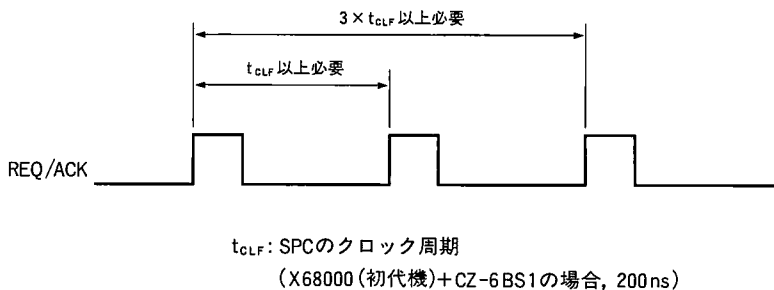 3×tCLF以上必要
tCLF以上必要
REQ/ACK
tCLF: SPCのクロック周期
(X68000(初代機)+CZ-6BS1の場合, 200ns)